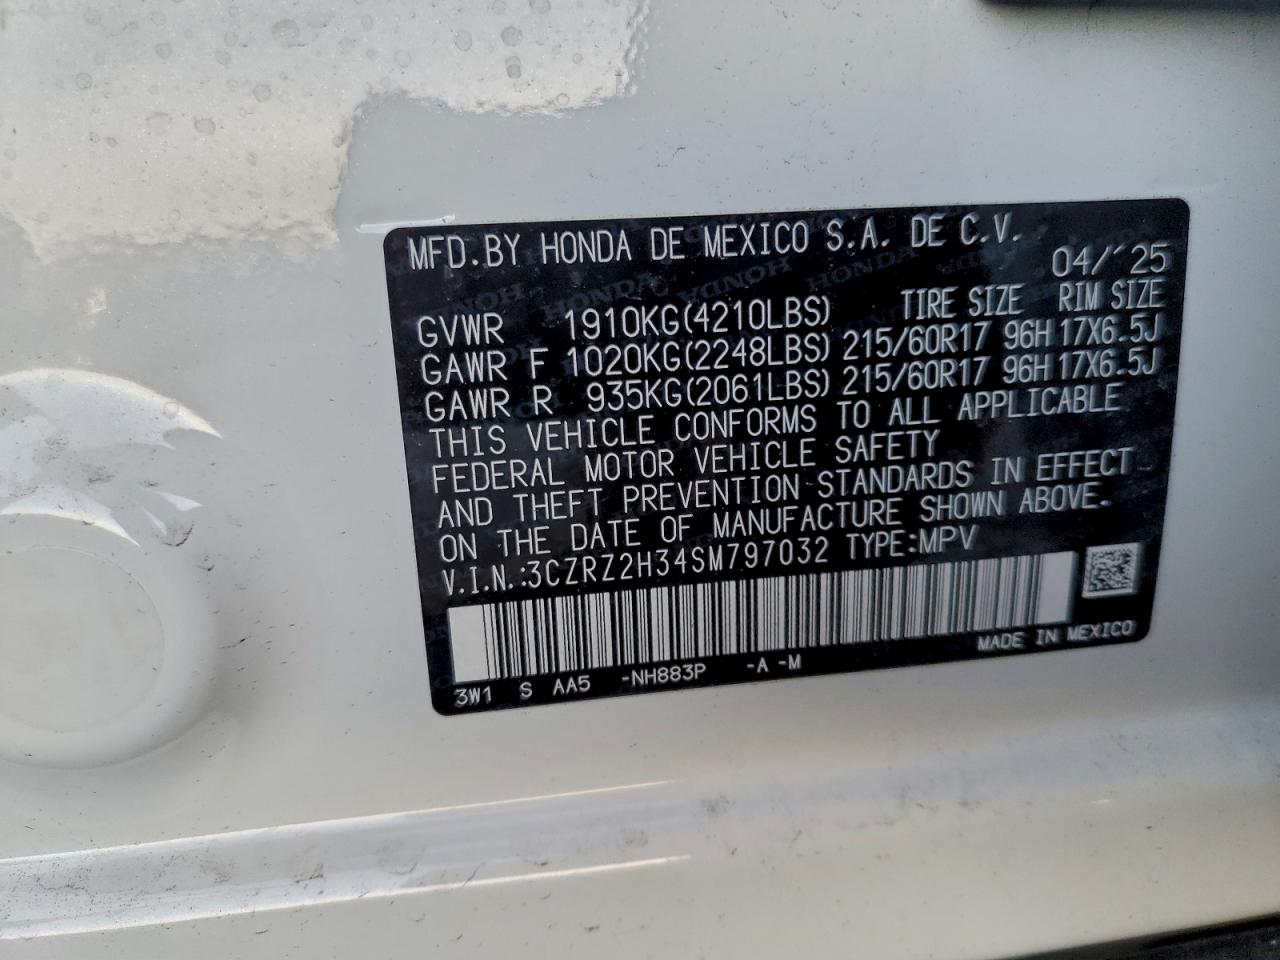 MFD.BY HONDA DE MEXICO S.A. DE C.V.
04/'25
TIRE SIZE RIM SIZE
GVWR 1910KG(4210LBS)
GAWR F 1020KG(2248LBS) 215/60R17 96H 17X6.5J
GAWR R 935KG(2061LBS) 215/60R17 96H 17X6.5J
THIS VEHICLE CONFORMS TO ALL APPLICABLE
FEDERAL MOTOR VEHICLE SAFETY
AND THEFT PREVENTION STANDARDS IN EFFECT
ON THE DATE OF MANUFACTURE SHOWN ABOVE.
V.I.N.:3CZRZ2H34SM797032 TYPE:MPV
3W1 S AA5 -NH883P -A -M
MADE IN MEXICO